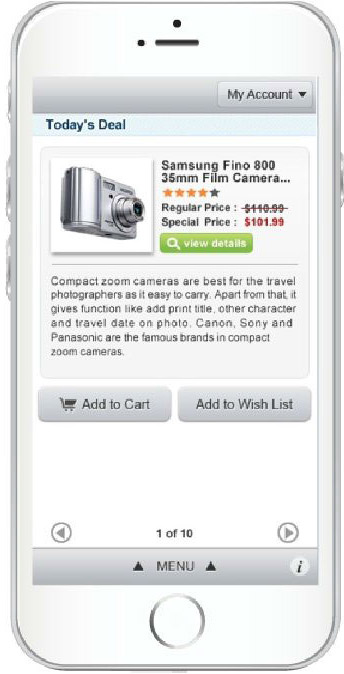 My Account ▼
Today's Deal
Samsung Fino 800
35mm Film Camera...
Regular Price : $110.99
Special Price : $101.99
view details
Compact zoom cameras are best for the travel
photographers as it easy to carry. Apart from that, it
gives function like add print title, other character
and travel date on photo. Canon, Sony and
Panasonic are the famous brands in compact
zoom cameras.
Add to Cart
Add to Wish List
1 of 10
▲ MENU ▲
i